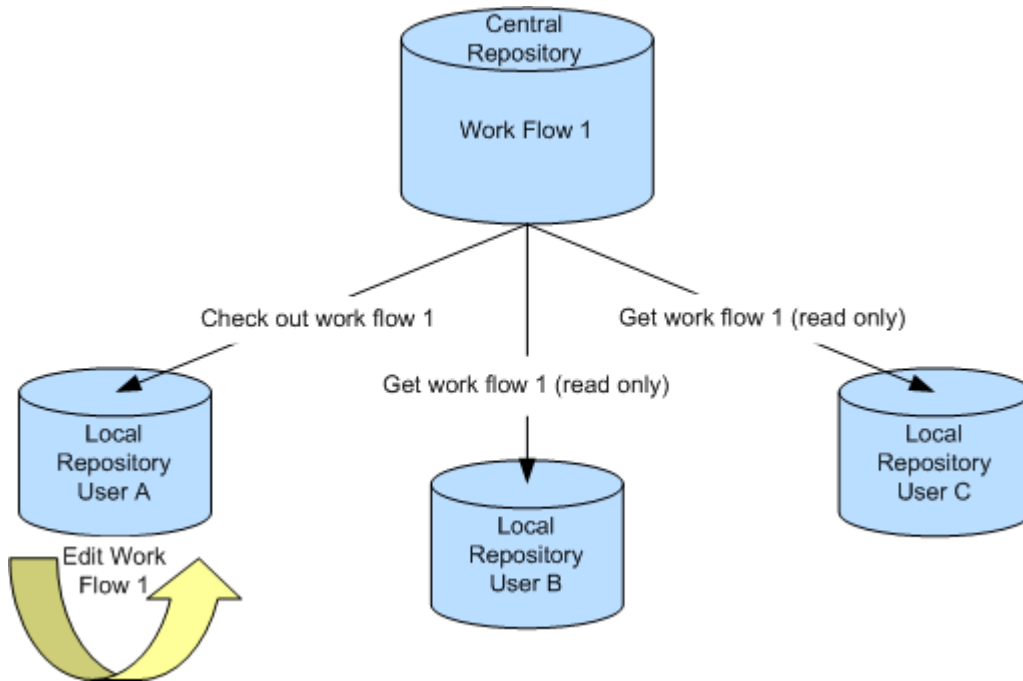 Central
Repository
Work Flow 1
Check out work flow 1
Get work flow 1 (read only)
Get work flow 1 (read only)
Local
Repository
User A
Local
Repository
User C
Local
Repository
User B
Edit Work
Flow 1